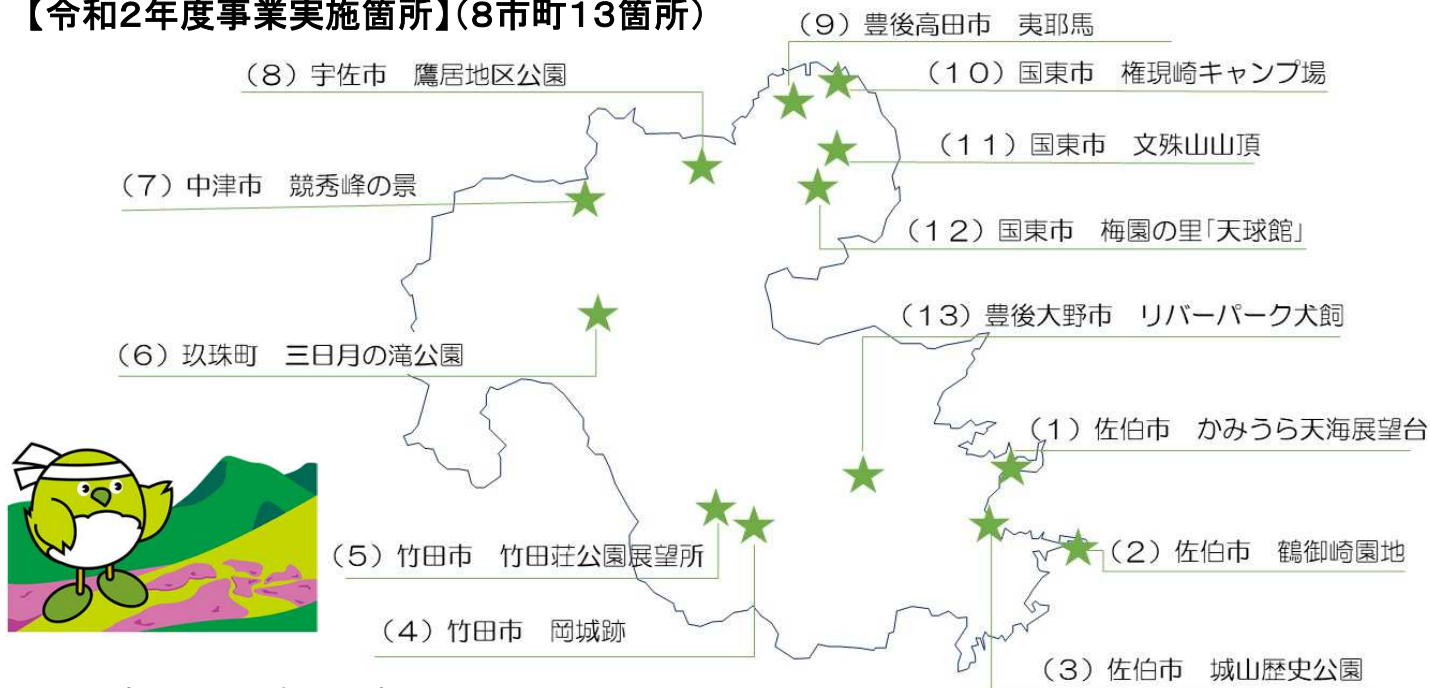 【令和2年度事業実施箇所】(8市町13箇所)
(9)豊後高田市 夷耶馬
(8)宇佐市 鷹居地区公園
(10)国東市 権現崎キャンプ場
(11)国東市 文殊山山頂
(7)中津市 競秀峰の景
(12)国東市 梅園の里「天球館」
(13)豊後大野市 リバーパーク犬飼
(6)玖珠町 三日月の滝公園
(1)佐伯市 かみうら天海展望台
(5)竹田市 竹田荘公園展望所
(2)佐伯市 鶴御崎園地
(4)竹田市 岡城跡
(3)佐伯市 城山歴史公園